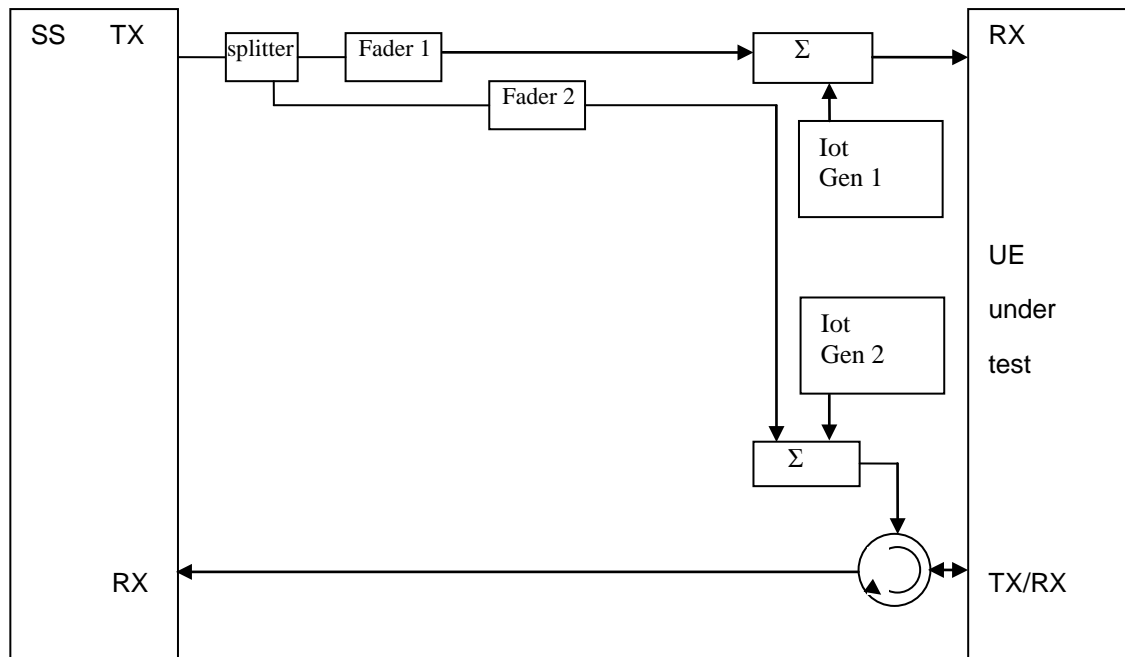 SS TX
splitter
Fader 1
Σ
RX
Fader 2
Iot
Gen 1
UE
under
test
Iot
Gen 2
Σ
RX
TX/RX